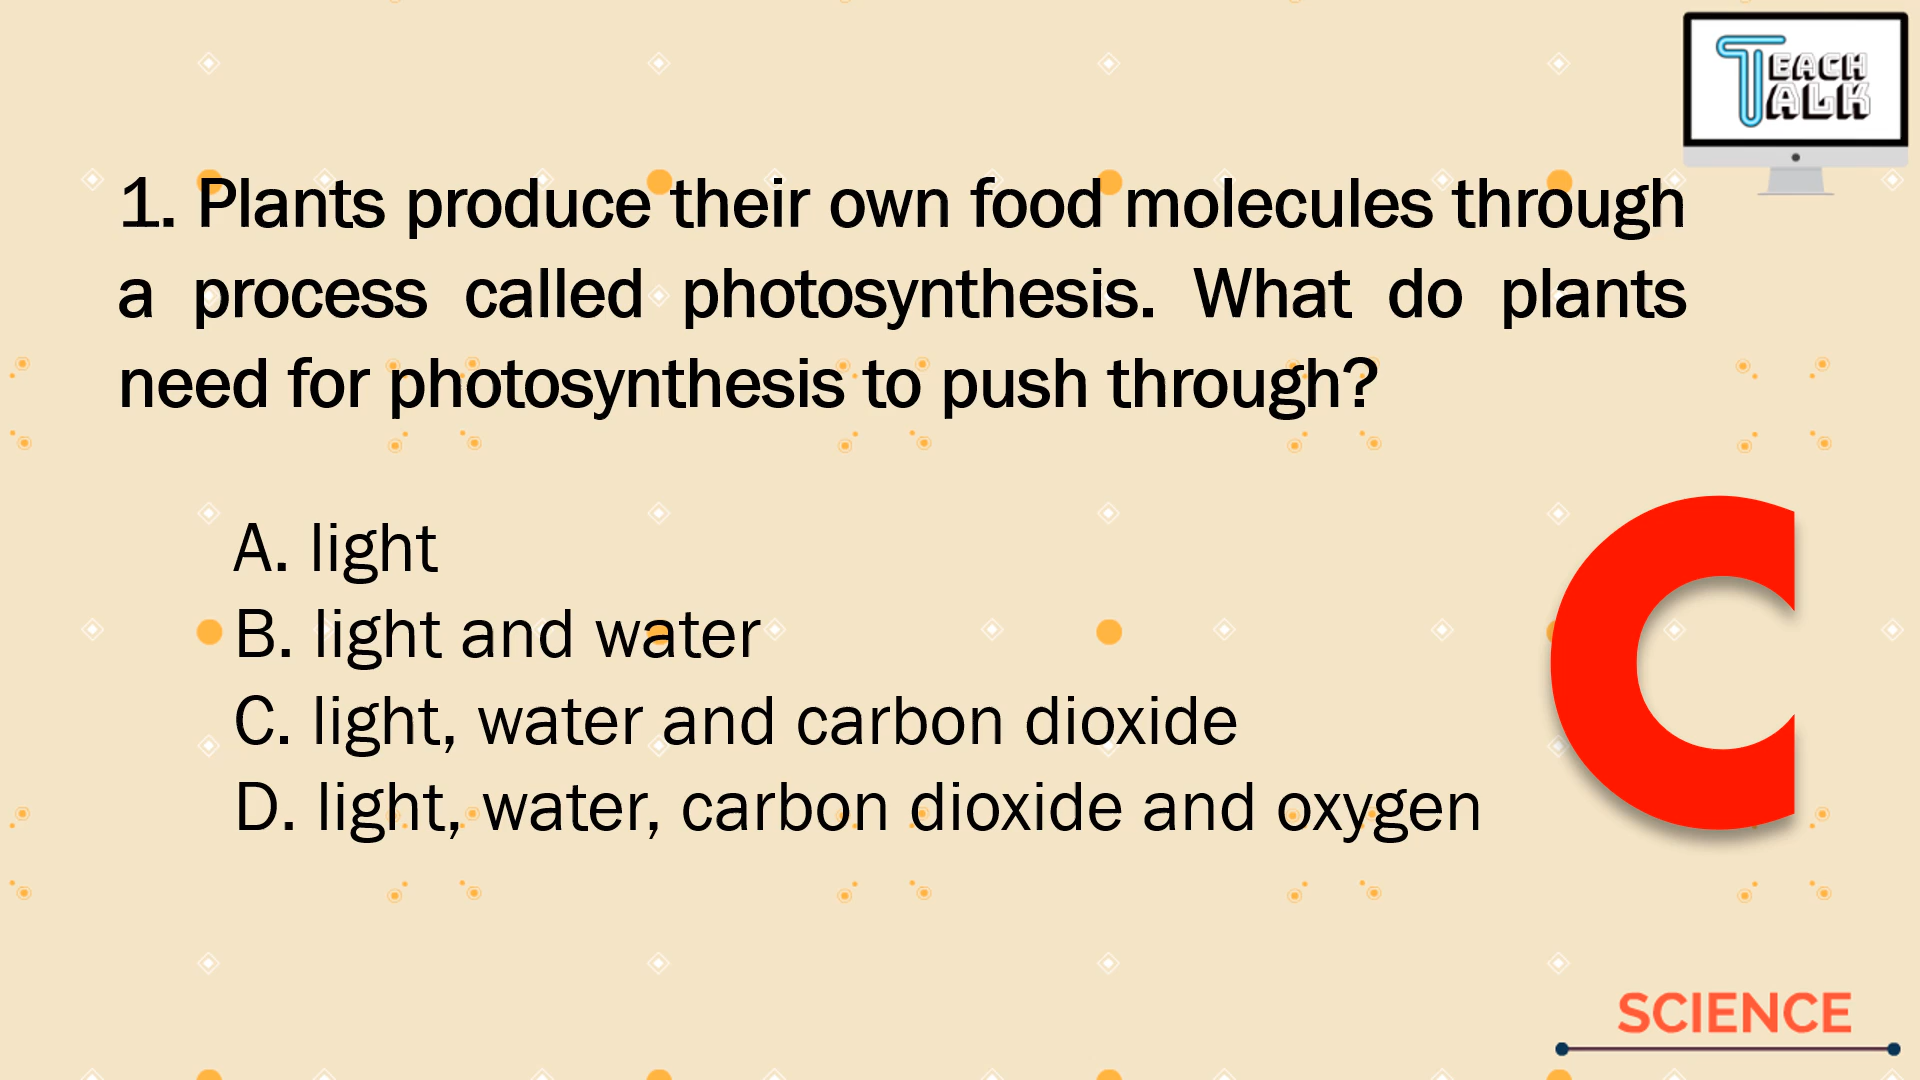 TEACH
TALK
1. Plants produce their own food molecules through
a process called photosynthesis. What do plants
need for photosynthesis to push through?
A. light
B. light and water
C. light, water and carbon dioxide
D. light, water, carbon dioxide and oxygen
C
SCIENCE